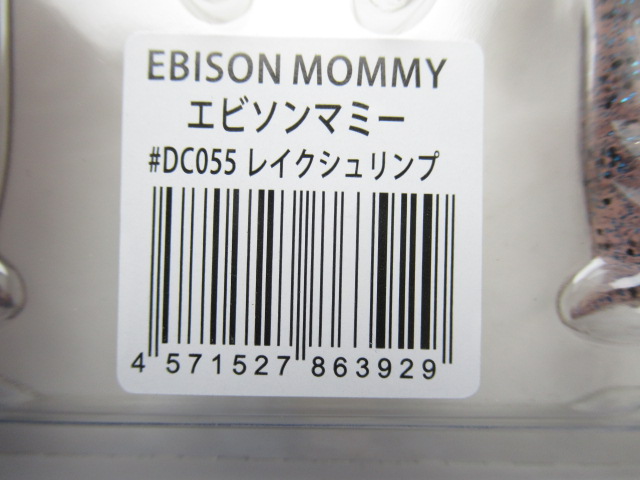 EBISON MOMMY
エビソンマミー
#DC055 レイクシュリンプ
4 571527 863929